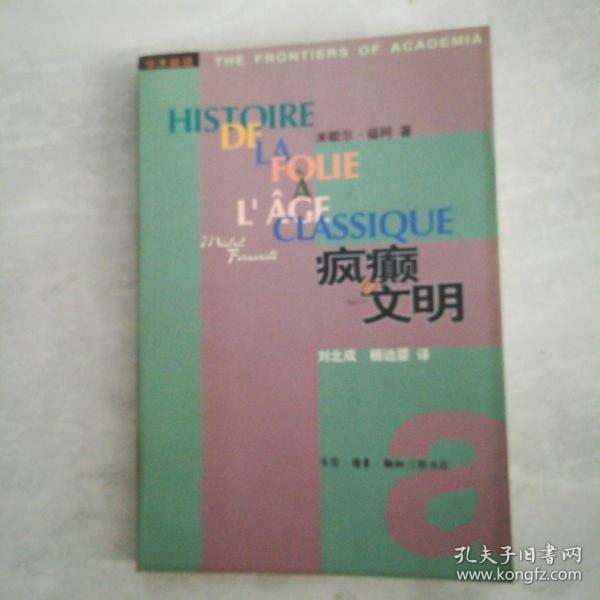 学术前沿
THE FRONTIERS OF ACADEMIA
HISTOIRE
DE
LA
FOLIE
À
L'ÂGE
CLASSIQUE
米歇尔·福柯 著
Michel
Foucault
疯癫
与
文明
刘北成 杨远婴 译
生活·读书·新知三联书店
a
孔夫子旧书网
www.kongfz.com